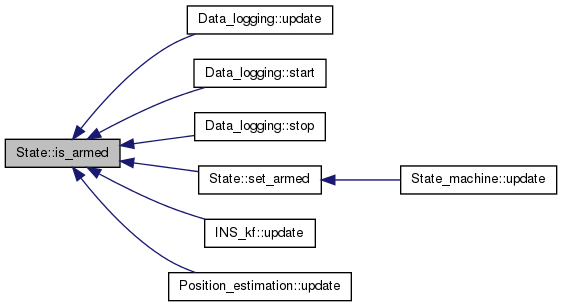 Data_logging::update
Data_logging::start
Data_logging::stop
State::is_armed
State::set_armed
State_machine::update
INS_kf::update
Position_estimation::update